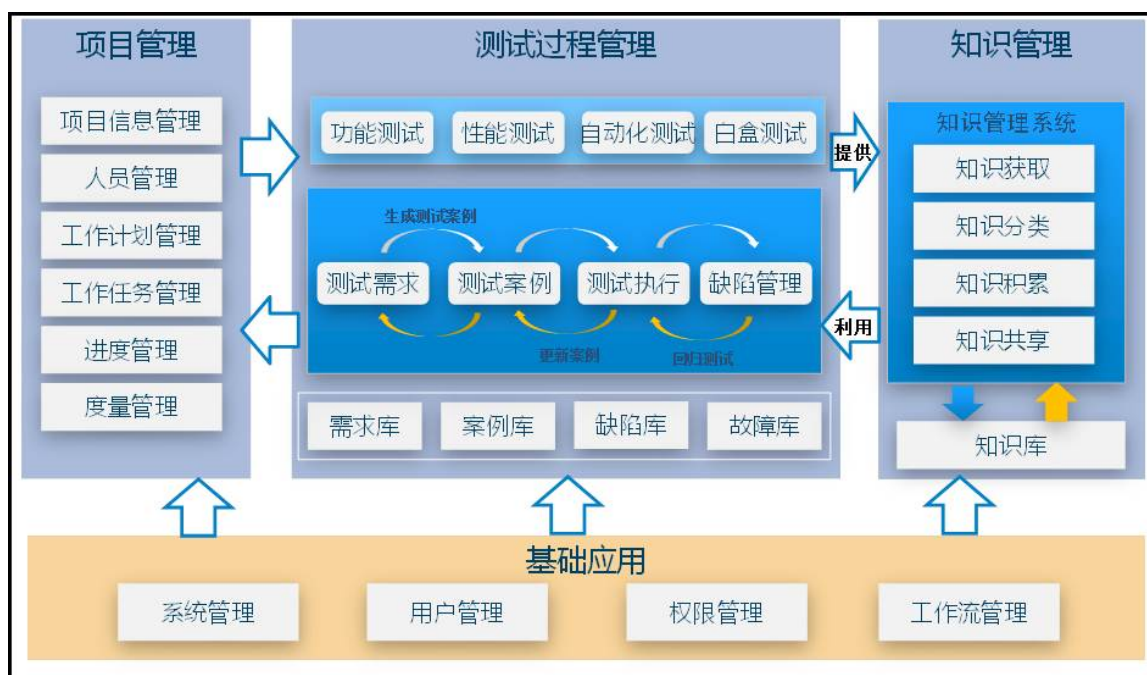 项目管理
项目信息管理
人员管理
工作计划管理
工作任务管理
进度管理
度量管理
测试过程管理
功能测试
性能测试
自动化测试
白盒测试
生成测试案例
测试需求
测试案例
测试执行
缺陷管理
更新案例
回归测试
需求库
案例库
缺陷库
故障库
提供
利用
知识管理
知识管理系统
知识获取
知识分类
知识积累
知识共享
知识库
基础应用
系统管理
用户管理
权限管理
工作流管理